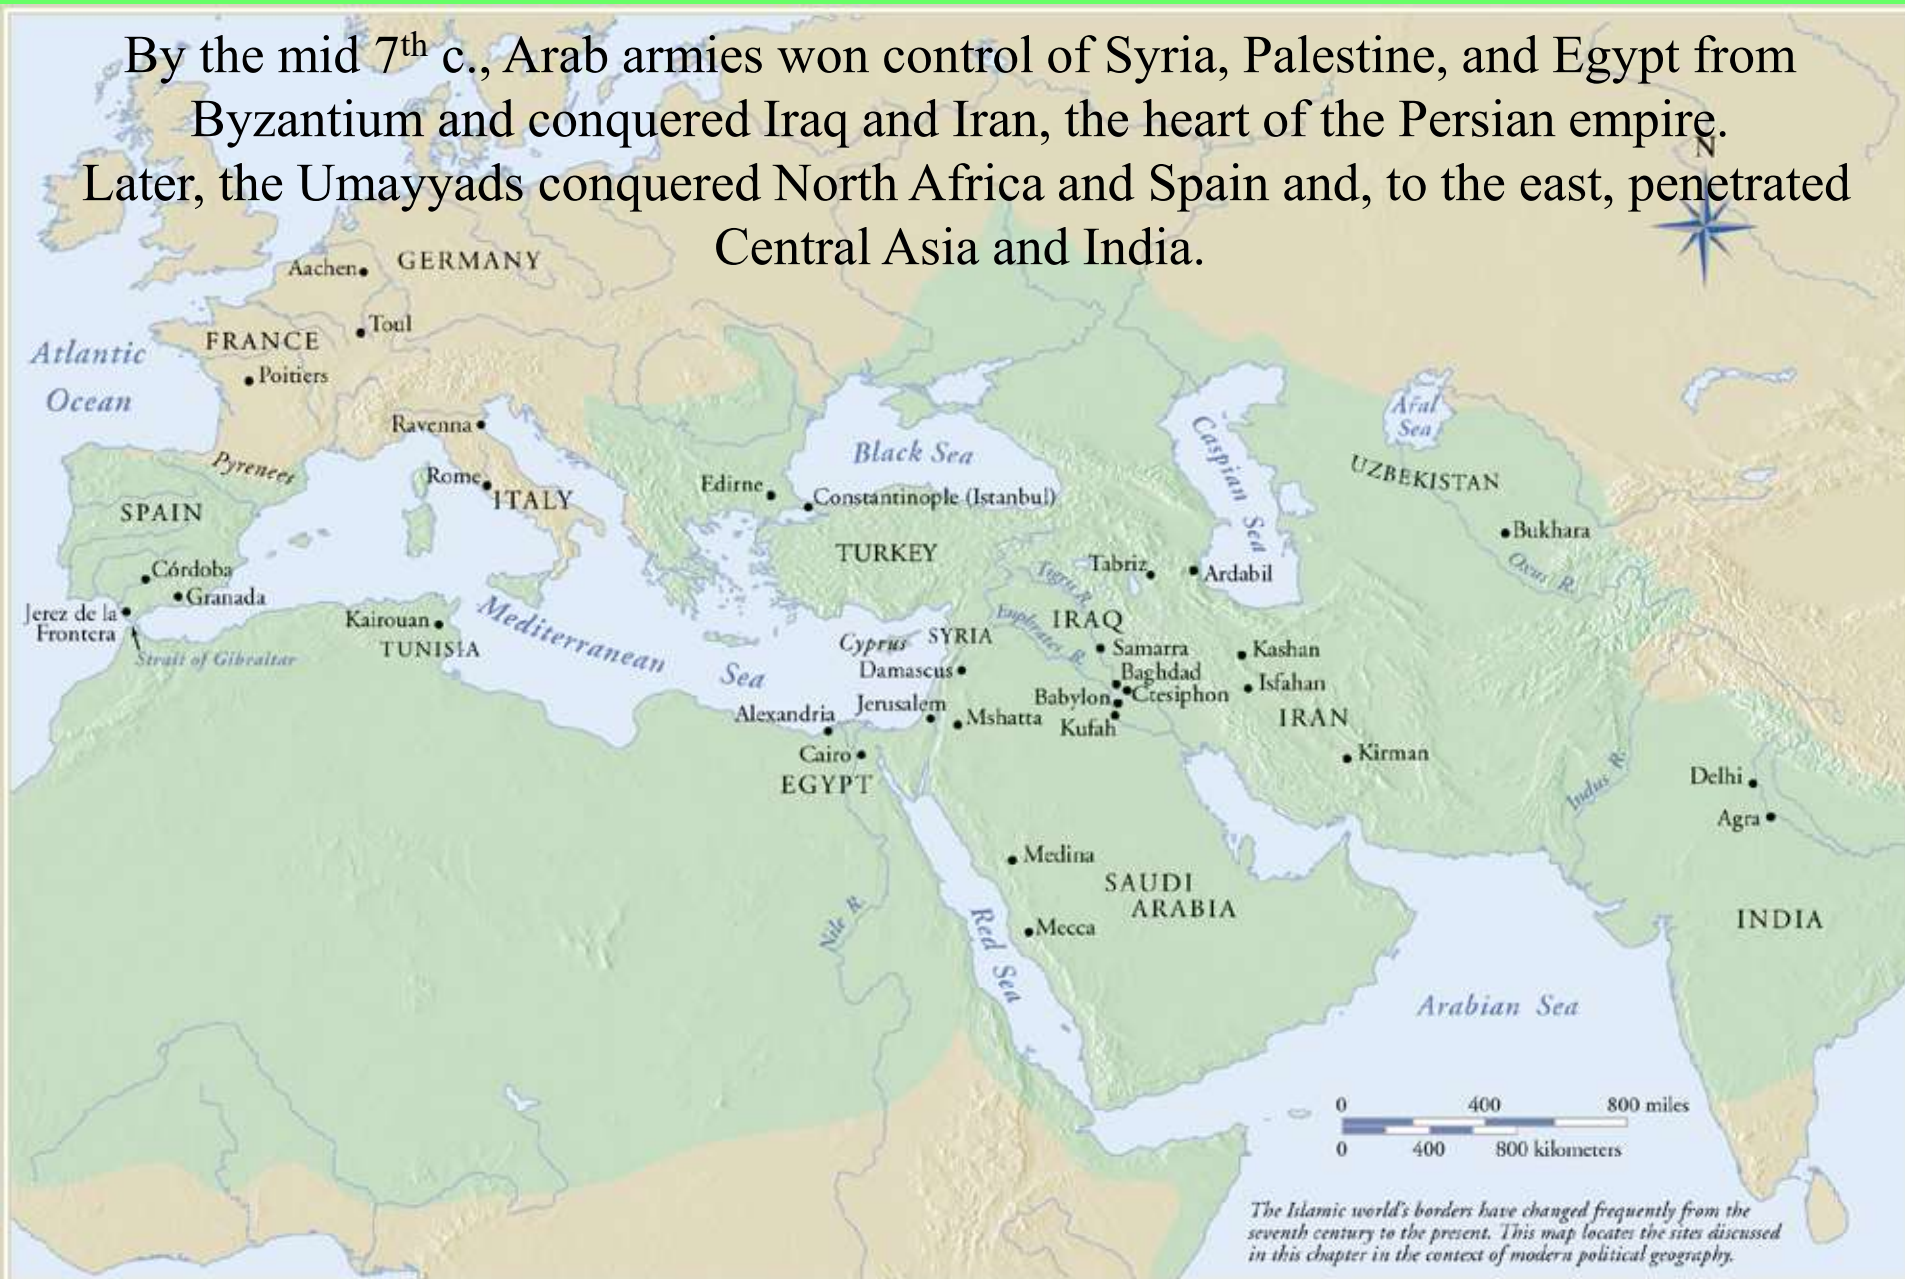 By the mid 7th c., Arab armies won control of Syria, Palestine, and Egypt from
Byzantium and conquered Iraq and Iran, the heart of the Persian empire.
Later, the Umayyads conquered North Africa and Spain and, to the east, penetrated
Central Asia and India.
N
Aachen
GERMANY
Toul
FRANCE
Poitiers
Atlantic
Ocean
Ravenna
Pyrenees
Rome
ITALY
SPAIN
Córdoba
Granada
Jerez de la
Frontera
Strait of Gibraltar
Kairouan
TUNISIA
Mediterranean
Sea
Black Sea
Edirne
Constantinople (Istanbul)
TURKEY
Caspian Sea
Aral
Sea
UZBEKISTAN
Bukhara
Oxus R.
Tabriz
Ardabil
Tigris R.
Euphrates R.
IRAQ
Cyprus
SYRIA
Damascus
Samarra
Baghdad
Ctesiphon
Babylon
Kufah
Kashan
Isfahan
IRAN
Kirman
Jerusalem
Mshatta
Alexandria
Cairo
EGYPT
Nile R.
Red Sea
Medina
SAUDI
ARABIA
Mecca
Indus R.
Delhi
Agra
INDIA
Arabian Sea
0 400 800 miles
0 400 800 kilometers
The Islamic world's borders have changed frequently from the
seventh century to the present. This map locates the sites discussed
in this chapter in the context of modern political geography.